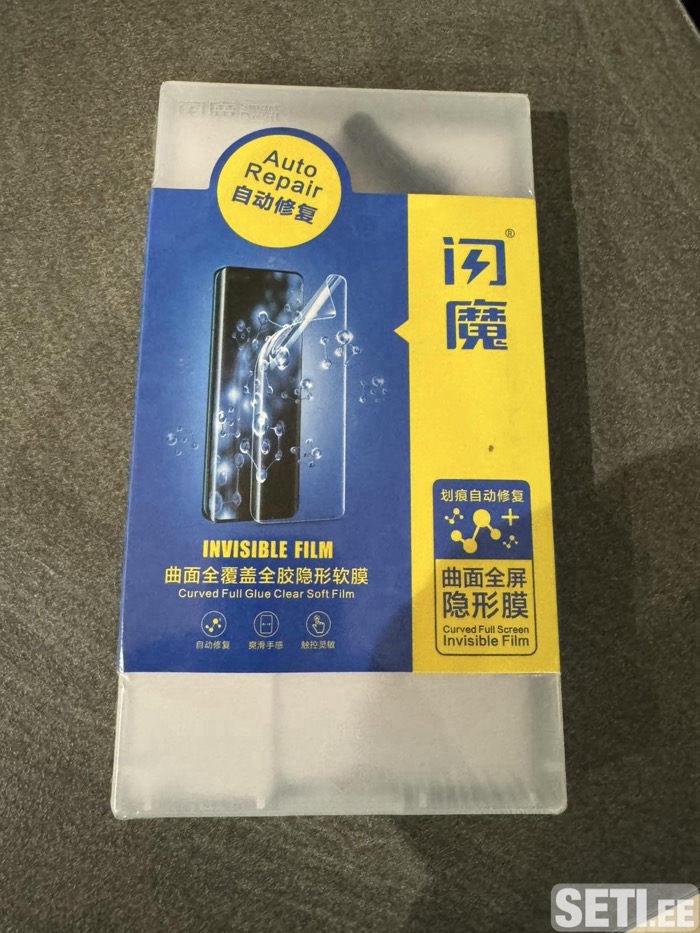 闪魔
Auto
Repair
自动修复
闪
魔
®
INVISIBLE FILM
曲面全覆盖全胶隐形软膜
Curved Full Glue Clear Soft Film
自动修复
爽滑手感
触控灵敏
划痕自动修复
曲面全屏
隐形膜
Curved Full Screen
Invisible Film
SETI.EE